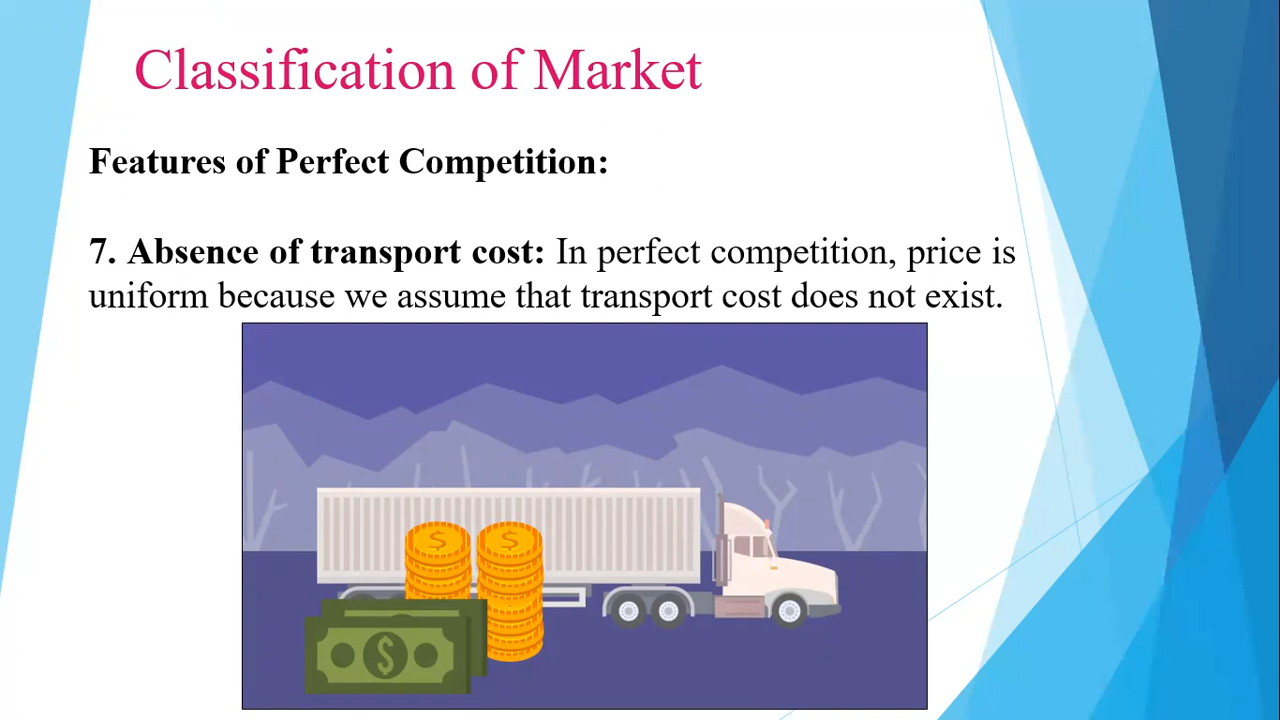 Classification of Market
Features of Perfect Competition:
7. Absence of transport cost: In perfect competition, price is
uniform because we assume that transport cost does not exist.
$ $
$